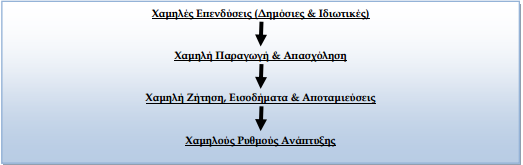 Χαμηλές Επενδύσεις (Δημόσιες & Ιδιωτικές)
Χαμηλή Παραγωγή & Απασχόληση
Χαμηλή Ζήτηση, Εισοδήματα & Αποταμιεύσεις
Χαμηλούς Ρυθμούς Ανάπτυξης